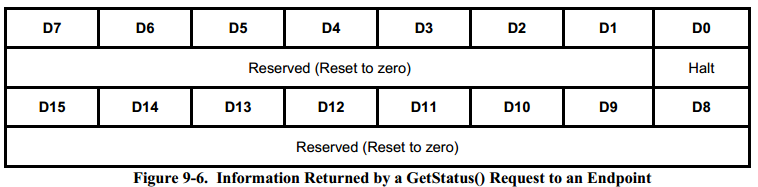 D7 D6 D5 D4 D3 D2 D1 D0
Reserved (Reset to zero) Halt
D15 D14 D13 D12 D11 D10 D9 D8
Reserved (Reset to zero)
Figure 9-6. Information Returned by a GetStatus() Request to an Endpoint